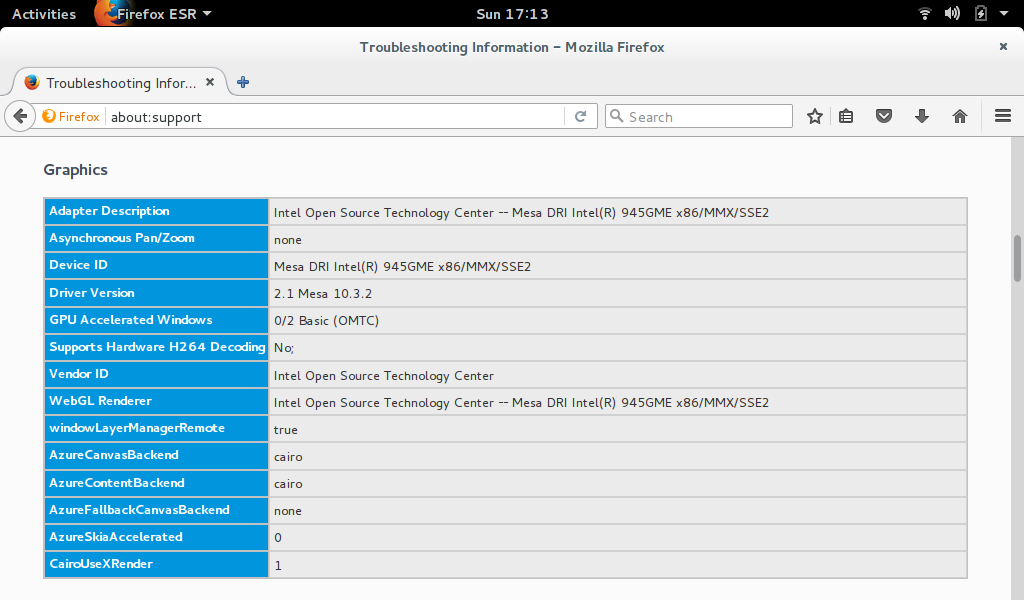 Activities Firefox ESR Sun 17:13
Troubleshooting Information – Mozilla Firefox
Troubleshooting Infor...
Firefox about:support Search
Graphics
Adapter Description Intel Open Source Technology Center -- Mesa DRI Intel(R) 945GME x86/MMX/SSE2
Asynchronous Pan/Zoom none
Device ID Mesa DRI Intel(R) 945GME x86/MMX/SSE2
Driver Version 2.1 Mesa 10.3.2
GPU Accelerated Windows 0/2 Basic (OMTC)
Supports Hardware H264 Decoding No;
Vendor ID Intel Open Source Technology Center
WebGL Renderer Intel Open Source Technology Center -- Mesa DRI Intel(R) 945GME x86/MMX/SSE2
windowLayerManagerRemote true
AzureCanvasBackend cairo
AzureContentBackend cairo
AzureFallbackCanvasBackend none
AzureSkiaAccelerated 0
CairoUseXRender 1